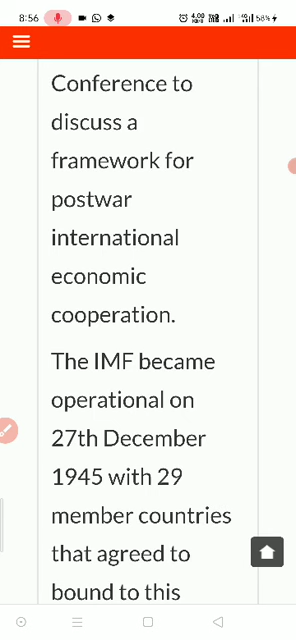 8:56
4.00
58%
Conference to
discuss a
framework for
postwar
international
economic
cooperation.
The IMF became
operational on
27th December
1945 with 29
member countries
that agreed to
bound to this